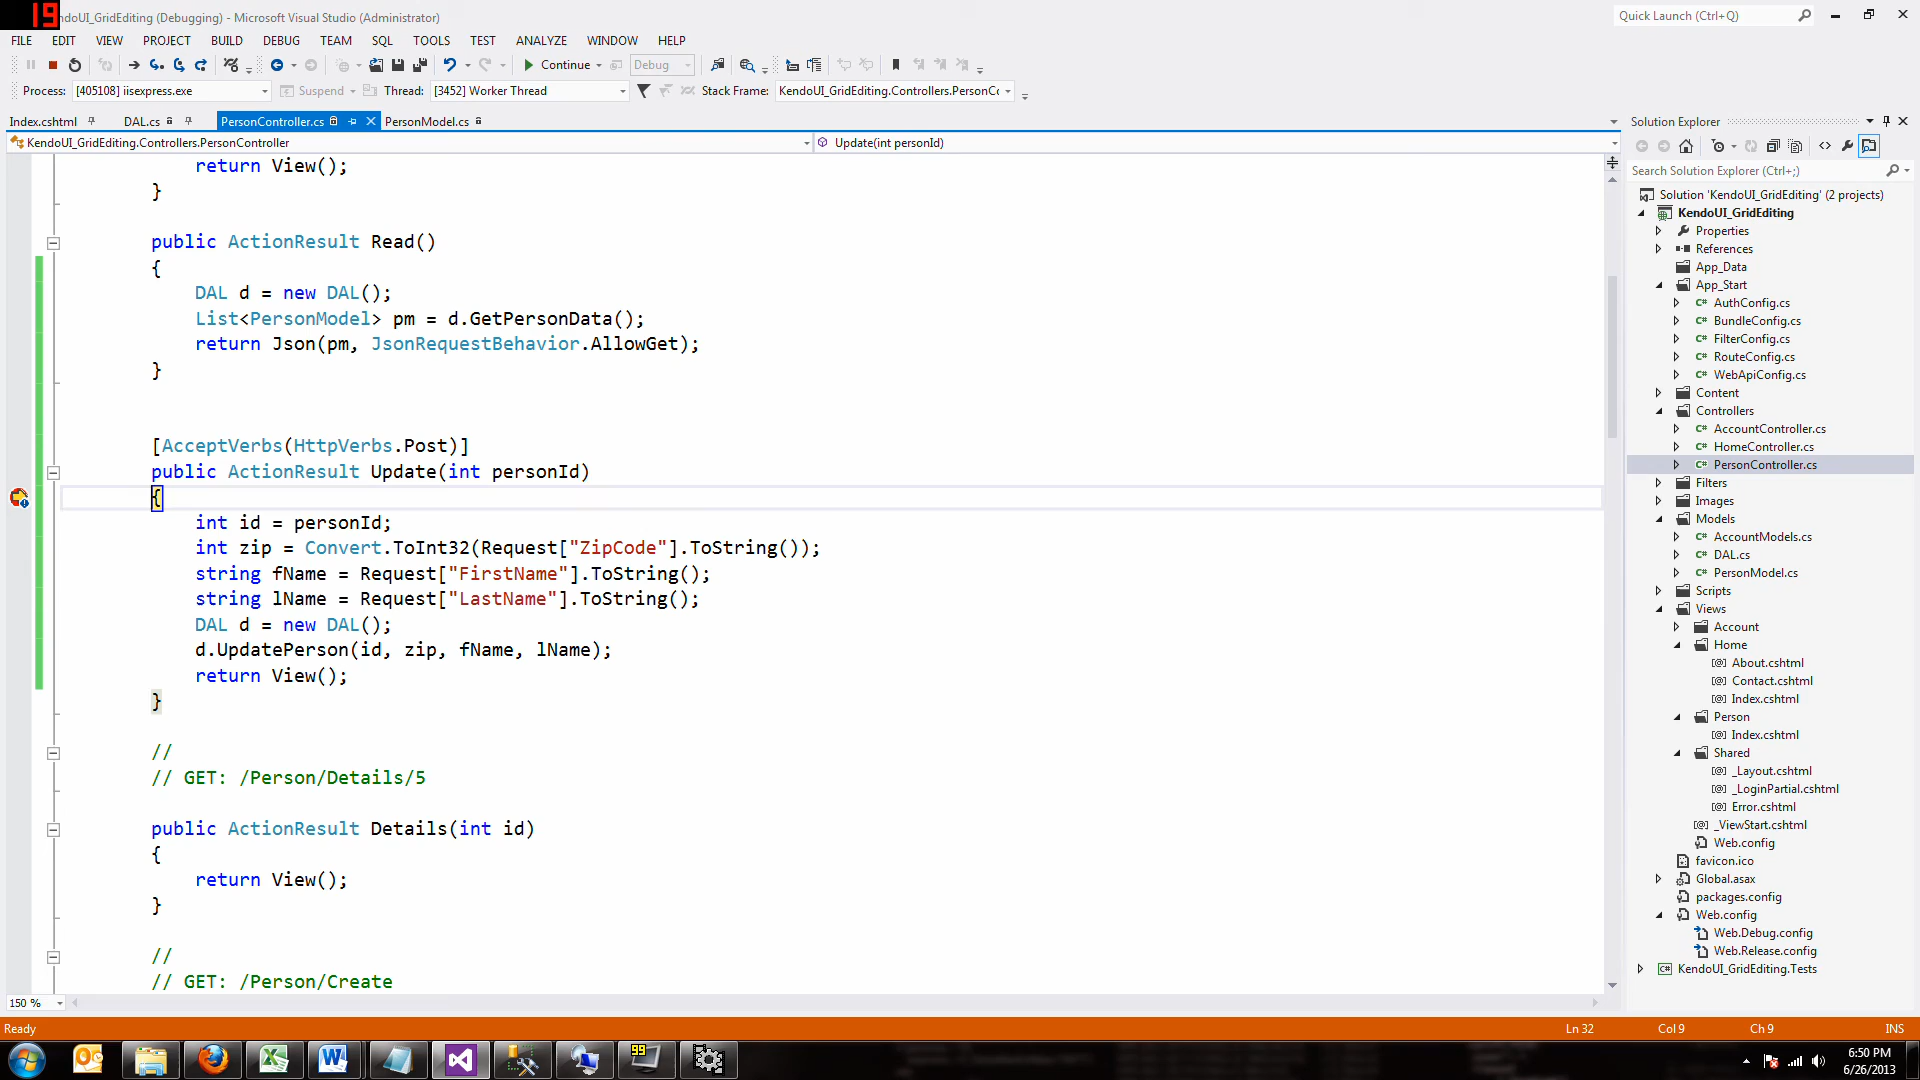 19
ndoUI_GridEditing (Debugging) - Microsoft Visual Studio (Administrator)
Quick Launch (Ctrl+Q)
FILE EDIT VIEW PROJECT BUILD DEBUG TEAM SQL TOOLS TEST ANALYZE WINDOW HELP
Continue Debug
Process: [405108] iisexpress.exe Suspend Thread: [3452] Worker Thread Stack Frame: KendoUI_GridEditing.Controllers.PersonCo
Index.cshtml DAL.cs PersonController.cs PersonModel.cs
KendoUI_GridEditing.Controllers.PersonController Update(int personId)
return View();
}
public ActionResult Read()
{
DAL d = new DAL();
List<PersonModel> pm = d.GetPersonData();
return Json(pm, JsonRequestBehavior.AllowGet);
}
[AcceptVerbs(HttpVerbs.Post)]
public ActionResult Update(int personId)
{
int id = personId;
int zip = Convert.ToInt32(Request["ZipCode"].ToString());
string fName = Request["FirstName"].ToString();
string lName = Request["LastName"].ToString();
DAL d = new DAL();
d.UpdatePerson(id, zip, fName, lName);
return View();
}
//
// GET: /Person/Details/5
public ActionResult Details(int id)
{
return View();
}
//
// GET: /Person/Create
150 %
Solution Explorer
Search Solution Explorer (Ctrl+;)
Solution 'KendoUI_GridEditing' (2 projects)
KendoUI_GridEditing
Properties
References
App_Data
App_Start
C# AuthConfig.cs
C# BundleConfig.cs
C# FilterConfig.cs
C# RouteConfig.cs
C# WebApiConfig.cs
Content
Controllers
C# AccountController.cs
C# HomeController.cs
C# PersonController.cs
Filters
Images
Models
C# AccountModels.cs
C# DAL.cs
C# PersonModel.cs
Scripts
Views
Account
Home
[@] About.cshtml
[@] Contact.cshtml
[@] Index.cshtml
Person
[@] Index.cshtml
Shared
[@] _Layout.cshtml
[@] _LoginPartial.cshtml
[@] Error.cshtml
[@] _ViewStart.cshtml
Web.config
favicon.ico
Global.asax
packages.config
Web.config
Web.Debug.config
Web.Release.config
C# KendoUI_GridEditing.Tests
Ready Ln 32 Col 9 Ch 9 INS
99
6:50 PM
6/26/2013